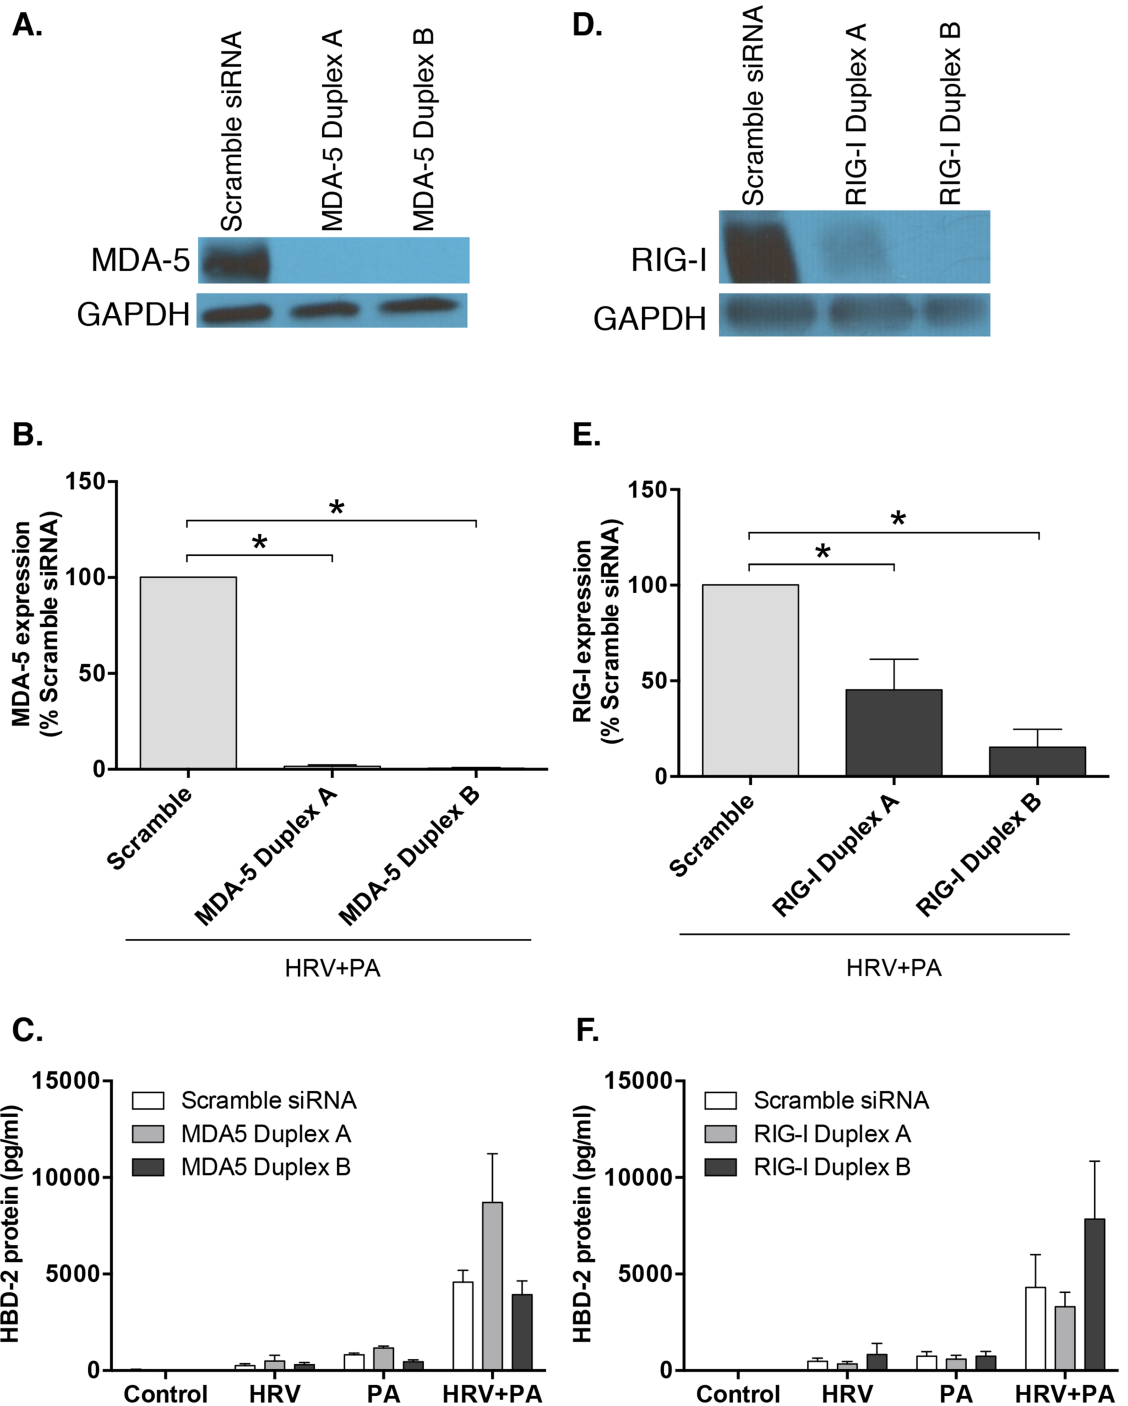 A.
Scramble siRNA
MDA-5 Duplex A
MDA-5 Duplex B
MDA-5
GAPDH
D.
Scramble siRNA
RIG-I Duplex A
RIG-I Duplex B
RIG-I
GAPDH
B.
MDA-5 expression
(% Scramble siRNA)
150
100
50
0
*
*
Scramble
MDA-5 Duplex A
MDA-5 Duplex B
HRV+PA
E.
RIG-I expression
(% Scramble siRNA)
150
100
50
0
*
*
Scramble
RIG-I Duplex A
RIG-I Duplex B
HRV+PA
C.
HBD-2 protein (pg/ml)
15000
10000
5000
0
Scramble siRNA
MDA5 Duplex A
MDA5 Duplex B
Control HRV PA HRV+PA
F.
HBD-2 protein (pg/ml)
15000
10000
5000
0
Scramble siRNA
RIG-I Duplex A
RIG-I Duplex B
Control HRV PA HRV+PA